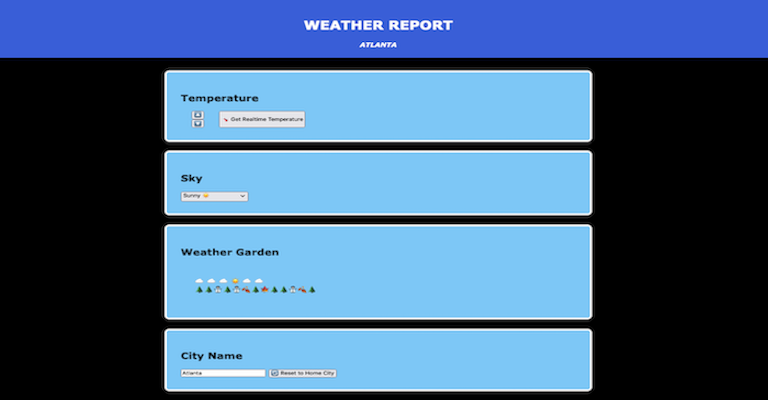 WEATHER REPORT
ATLANTA
Temperature
Get Realtime Temperature
Sky
Sunny
Weather Garden
City Name
Atlanta
Reset to Home City